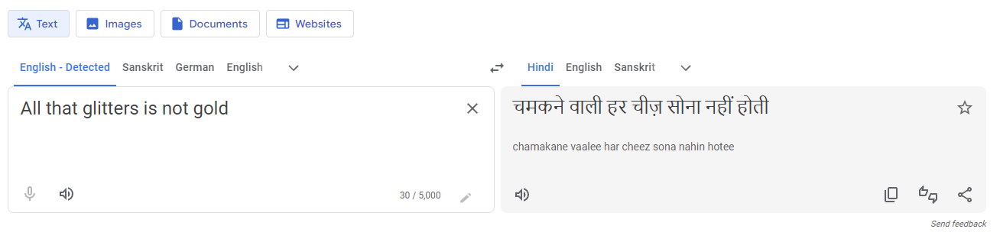 Text Images Documents Websites
English - Detected Sanskrit German English Hindi English Sanskrit
All that glitters is not gold
चमकने वाली हर चीज़ सोना नहीं होती
chamakane vaalee har cheez sona nahin hotee
30 / 5,000
Send feedback